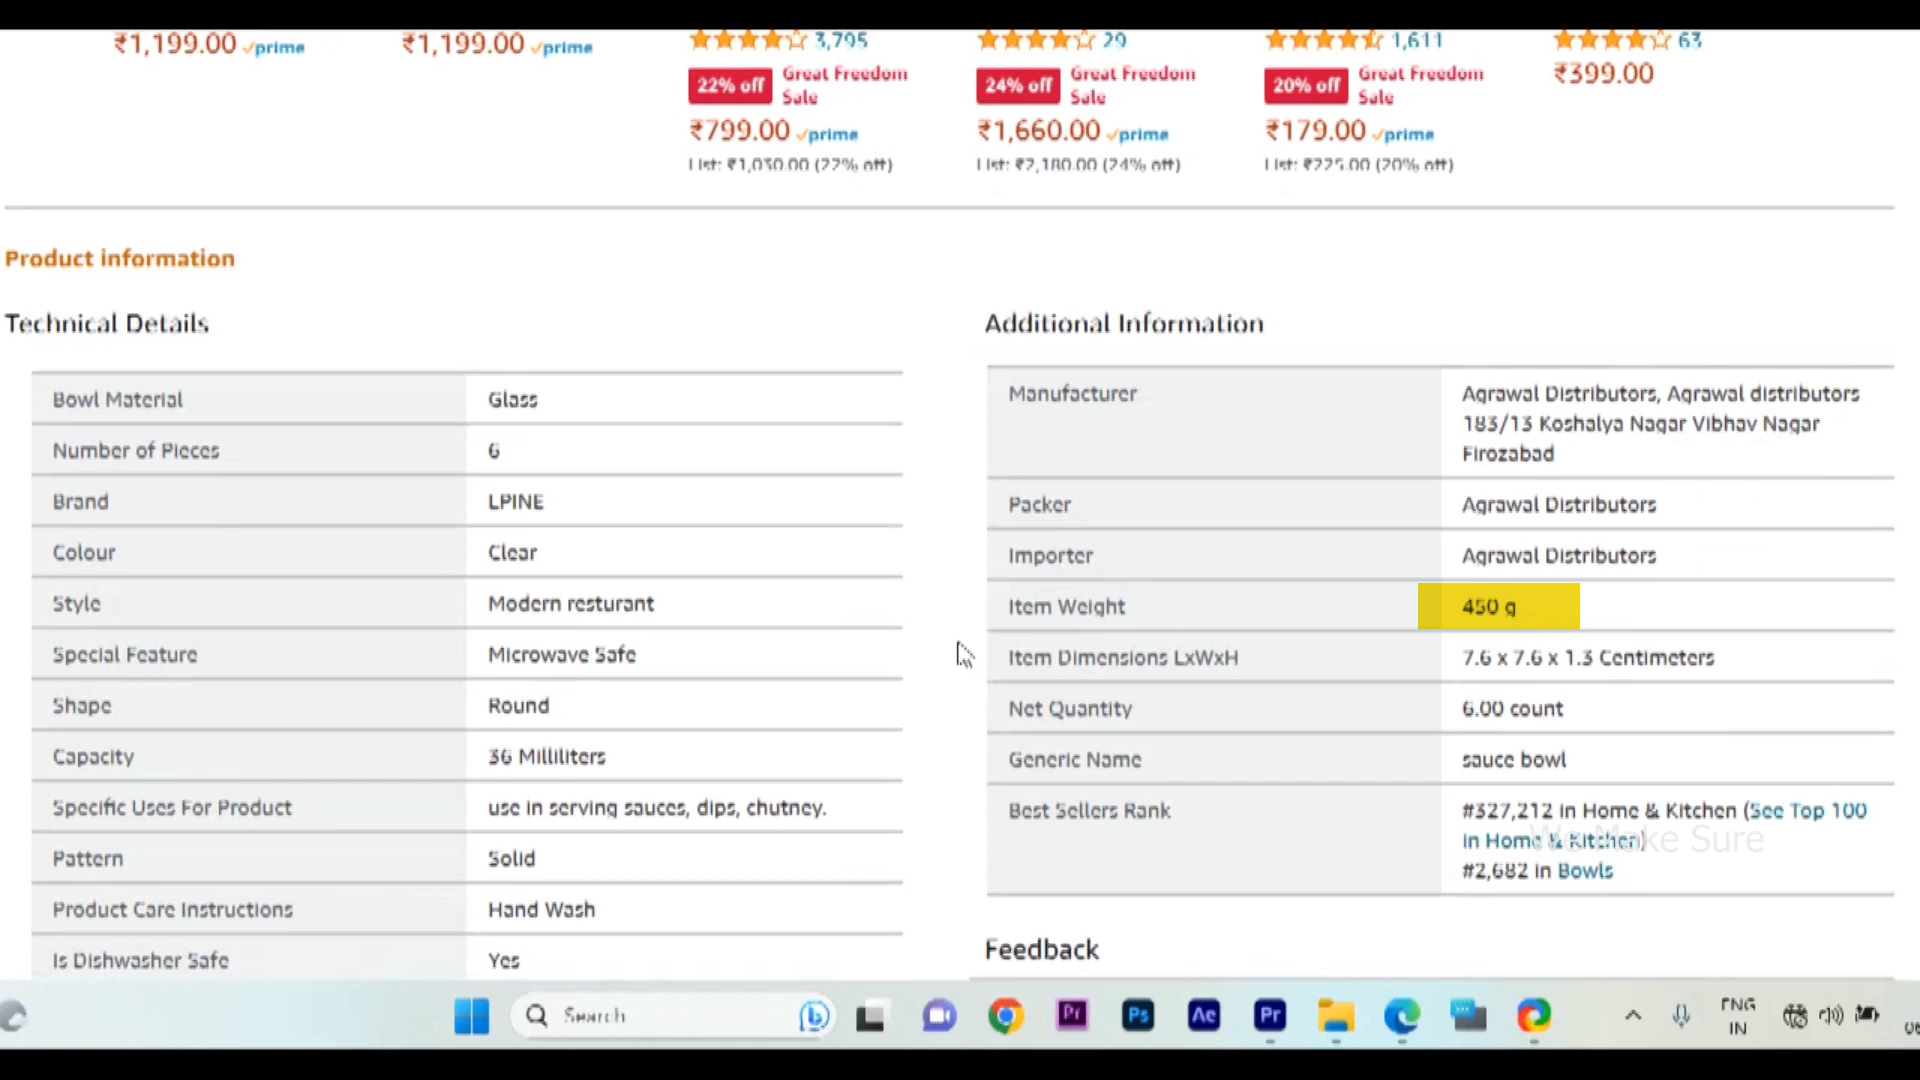 ₹1,199.00 prime ₹1,199.00 prime 3,795 29 1,611 63
22% off Great Freedom Sale 24% off Great Freedom Sale 20% off Great Freedom Sale ₹399.00
₹799.00 prime ₹1,660.00 prime ₹179.00 prime
List: ₹1,030.00 (22% off) List: ₹2,180.00 (24% off) List: ₹225.00 (20% off)
Product information
Technical Details
Bowl Material Glass
Number of Pieces 6
Brand LPINE
Colour Clear
Style Modern resturant
Special Feature Microwave Safe
Shape Round
Capacity 36 Milliliters
Specific Uses For Product use in serving sauces, dips, chutney.
Pattern Solid
Product Care Instructions Hand Wash
Is Dishwasher Safe Yes
Additional Information
Manufacturer Agrawal Distributors, Agrawal distributors
183/13 Koshalya Nagar Vibhav Nagar
Firozabad
Packer Agrawal Distributors
Importer Agrawal Distributors
Item Weight 450 g
Item Dimensions LxWxH 7.6 x 7.6 x 1.3 Centimeters
Net Quantity 6.00 count
Generic Name sauce bowl
Best Sellers Rank #327,212 in Home & Kitchen (See Top 100
in Home & Kitchen)
#2,682 in Bowls
We Make Sure
Feedback
Search Pr Ps Ae Pr ENG
IN